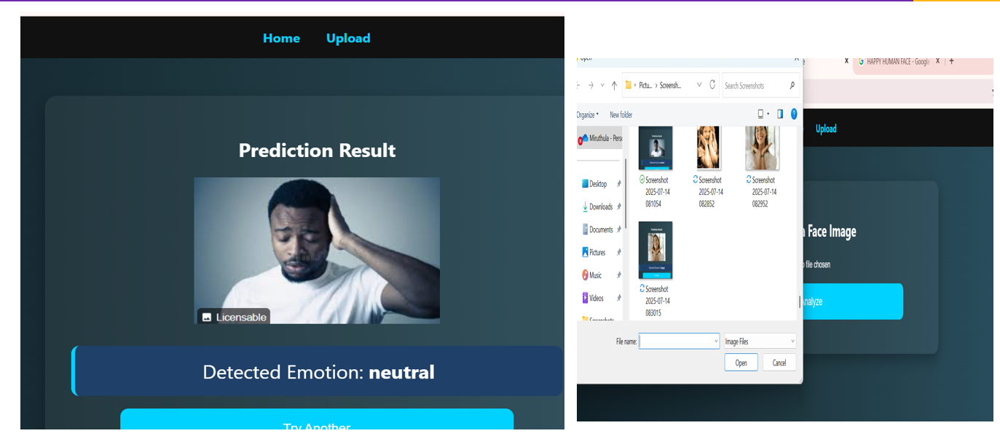 Home Upload
Prediction Result
Licensable
Detected Emotion: neutral
Try Another
Open
HAPPY HUMAN FACE - Google
Pictu... › Screensh...
Search Screenshots
Organize
New folder
Upload
Miruthula - Pers
Desktop
Downloads
Documents
Pictures
Music
Videos
Screenshots
Screenshot
2025-07-14
081054
Screenshot
2025-07-14
082852
Screenshot
2025-07-14
082952
Prediction Result
Screenshot
2025-07-14
083015
a Face Image
file chosen
nalyze
File name:
Image Files
Open
Cancel